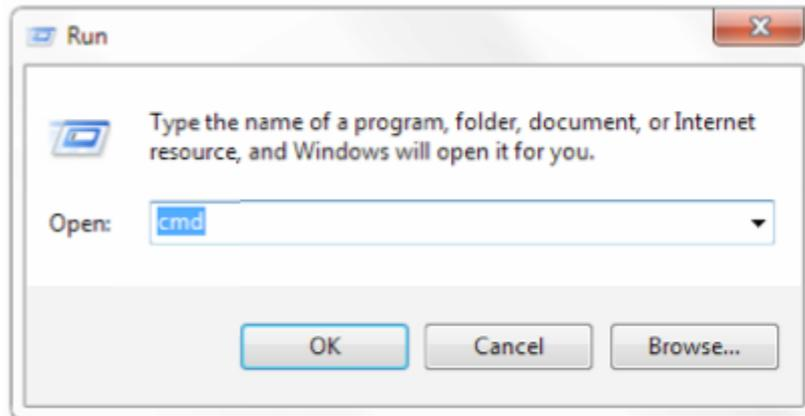 Run
Type the name of a program, folder, document, or Internet
resource, and Windows will open it for you.
Open: cmd
OK Cancel Browse...